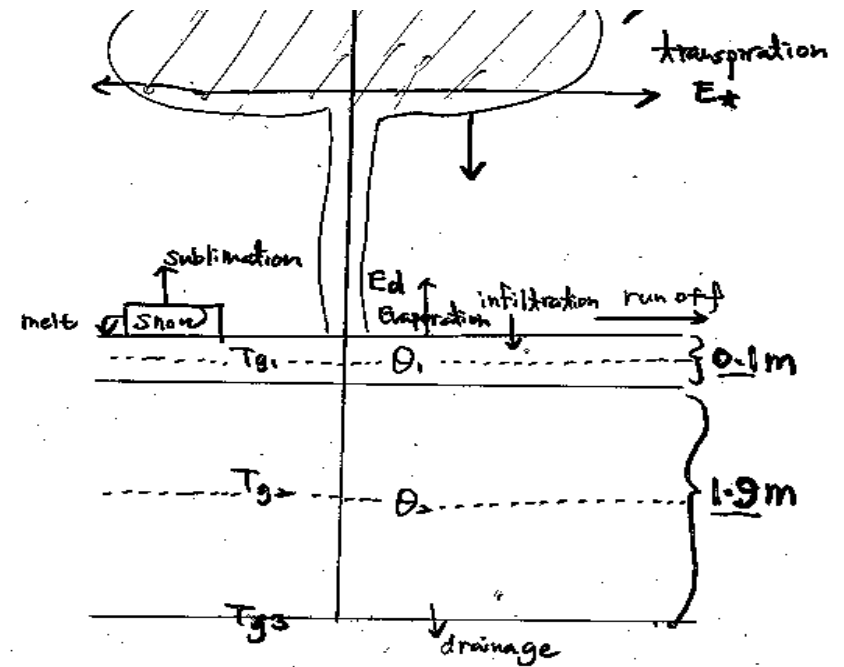 transpiration
E*
sublimation
melt
Snow
Ed
Evaporation
infiltration
run off
Tg1
θ1
0.1m
Tg2
θ2
1.9m
Tg3
drainage